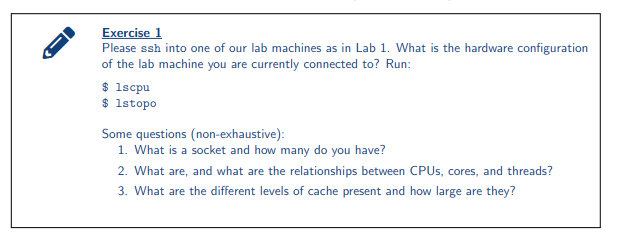 Exercise 1
Please ssh into one of our lab machines as in Lab 1. What is the hardware configuration
of the lab machine you are currently connected to? Run:
$ lscpu
$ lstopo
Some questions (non-exhaustive):
1. What is a socket and how many do you have?
2. What are, and what are the relationships between CPUs, cores, and threads?
3. What are the different levels of cache present and how large are they?